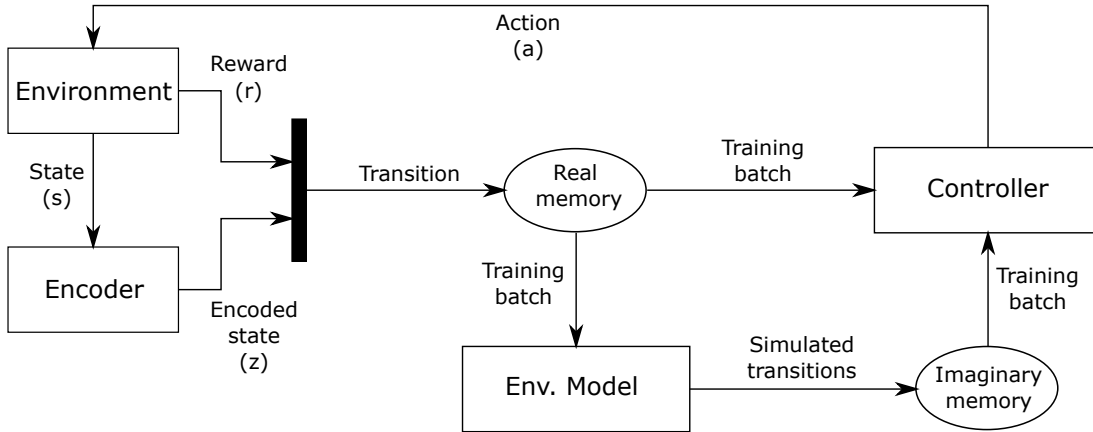 Action
(a)
Environment
Reward
(r)
State
(s)
Encoder
Encoded
state
(z)
Transition
Real
memory
Training
batch
Controller
Training
batch
Env. Model
Simulated
transitions
Imaginary
memory
Training
batch